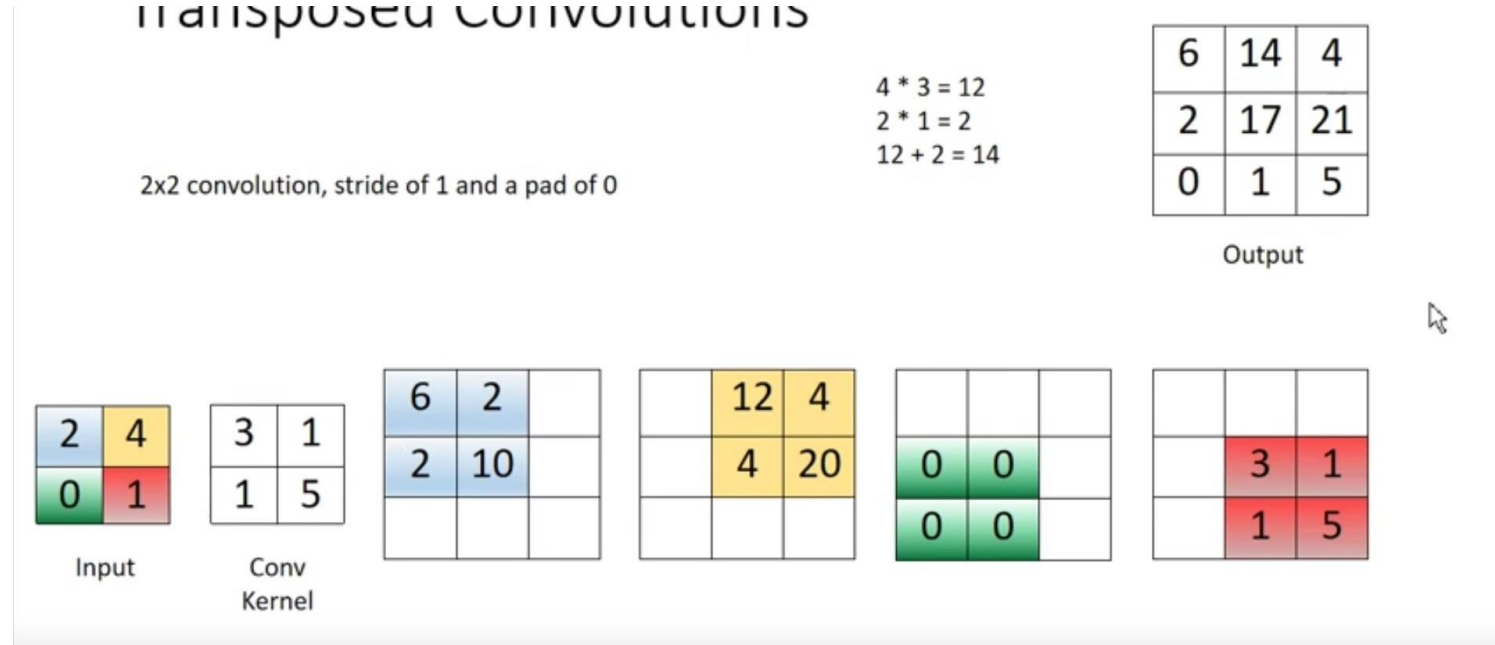 Transposed Convolutions
4 * 3 = 12
2 * 1 = 2
12 + 2 = 14
2x2 convolution, stride of 1 and a pad of 0
6 14 4
2 17 21
0 1 5
Output
2 4
0 1
Input
3 1
1 5
Conv
Kernel
6 2
2 10
12 4
4 20
0 0
0 0
3 1
1 5